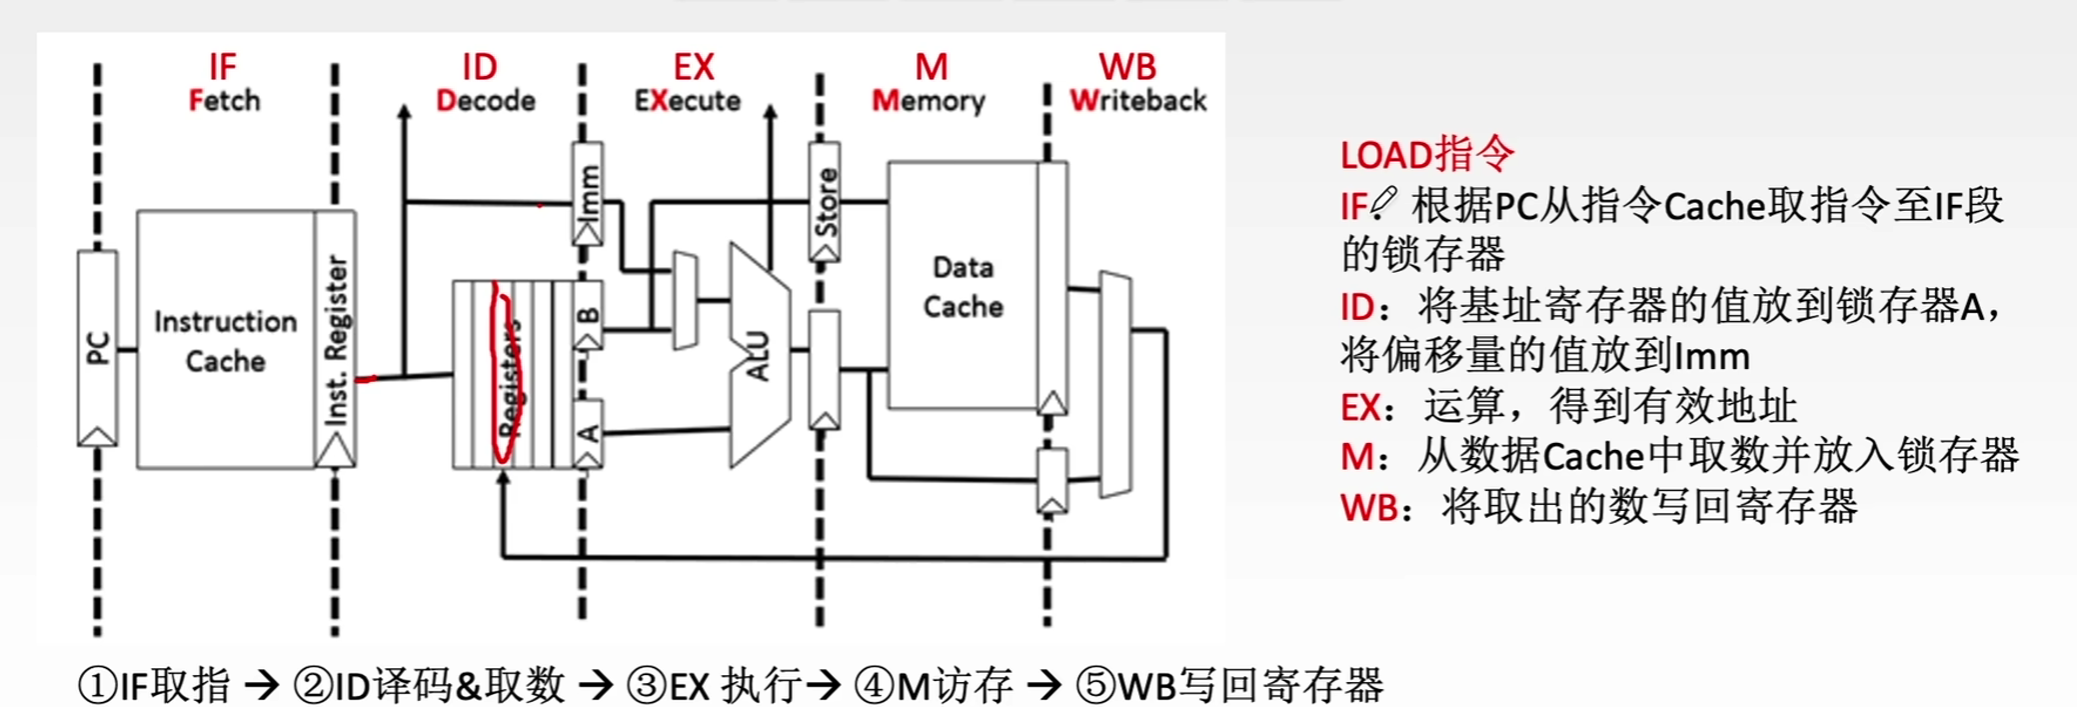 IF
Fetch
ID
Decode
EX
EXecute
M
Memory
WB
Writeback
PC
Instruction
Cache
Inst. Register
Registers
Imm
B
A
ALU
Store
Data
Cache
LOAD指令
IF: 根据PC从指令Cache取指令至IF段
的锁存器
ID：将基址寄存器的值放到锁存器A，
将偏移量的值放到Imm
EX：运算，得到有效地址
M：从数据Cache中取数并放入锁存器
WB：将取出的数写回寄存器
①IF取指 → ②ID译码&取数 → ③EX 执行→ ④M访存 → ⑤WB写回寄存器